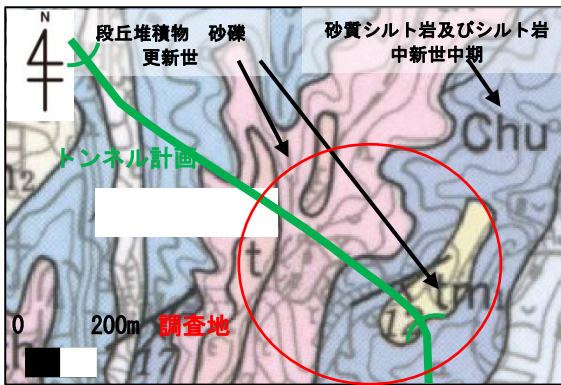 N
段丘堆積物 砂礫
更新世
砂質シルト岩及びシルト岩
中新世中期
Chu
トンネル計画
12
t
tm
0 200m 調査地
17